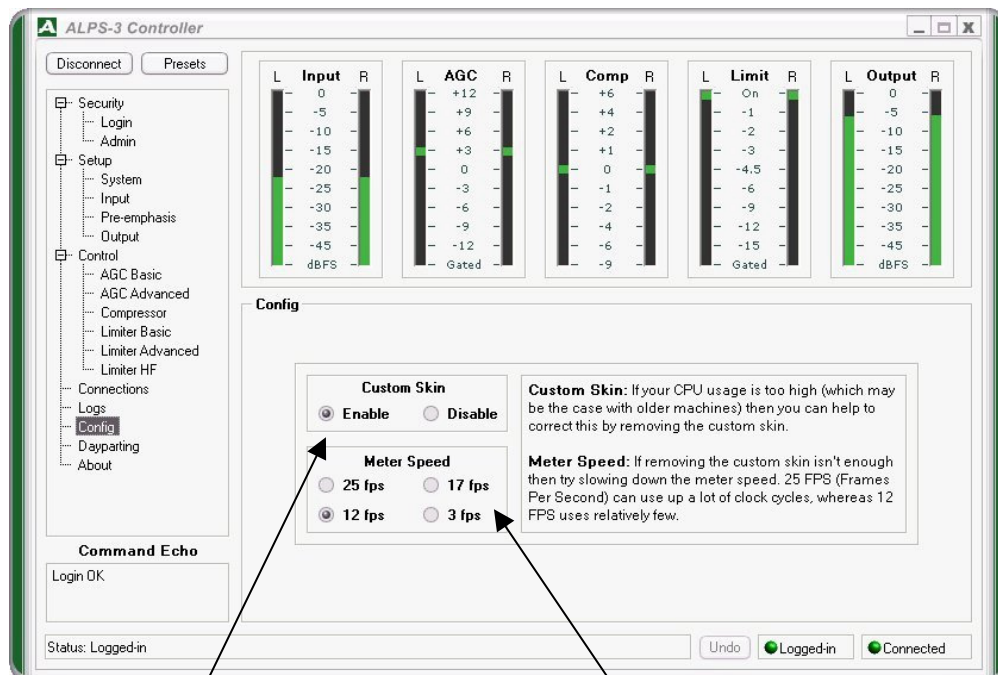 ALPS-3 Controller
Disconnect Presets
Security
Login
Admin
Setup
System
Input
Pre-emphasis
Output
Control
AGC Basic
AGC Advanced
Compressor
Limiter Basic
Limiter Advanced
Limiter HF
Connections
Logs
Config
Dayparting
About
Command Echo
Login OK
L Input R
0
-5
-10
-15
-20
-25
-30
-35
-45
dBFS
L AGC R
+12
+9
+6
+3
0
-3
-6
-9
-12
Gated
L Comp R
+6
+4
+2
+1
0
-1
-2
-4
-6
-9
L Limit R
On
-1
-2
-3
-4.5
-6
-9
-12
-15
Gated
L Output R
0
-5
-10
-15
-20
-25
-30
-35
-45
dBFS
Config
Custom Skin
Enable Disable
Meter Speed
25 fps 17 fps
12 fps 3 fps
Custom Skin: If your CPU usage is too high (which may
be the case with older machines) then you can help to
correct this by removing the custom skin.
Meter Speed: If removing the custom skin isn't enough
then try slowing down the meter speed. 25 FPS (Frames
Per Second) can use up a lot of clock cycles, whereas 12
FPS uses relatively few.
Status: Logged-in
Undo Logged-in Connected